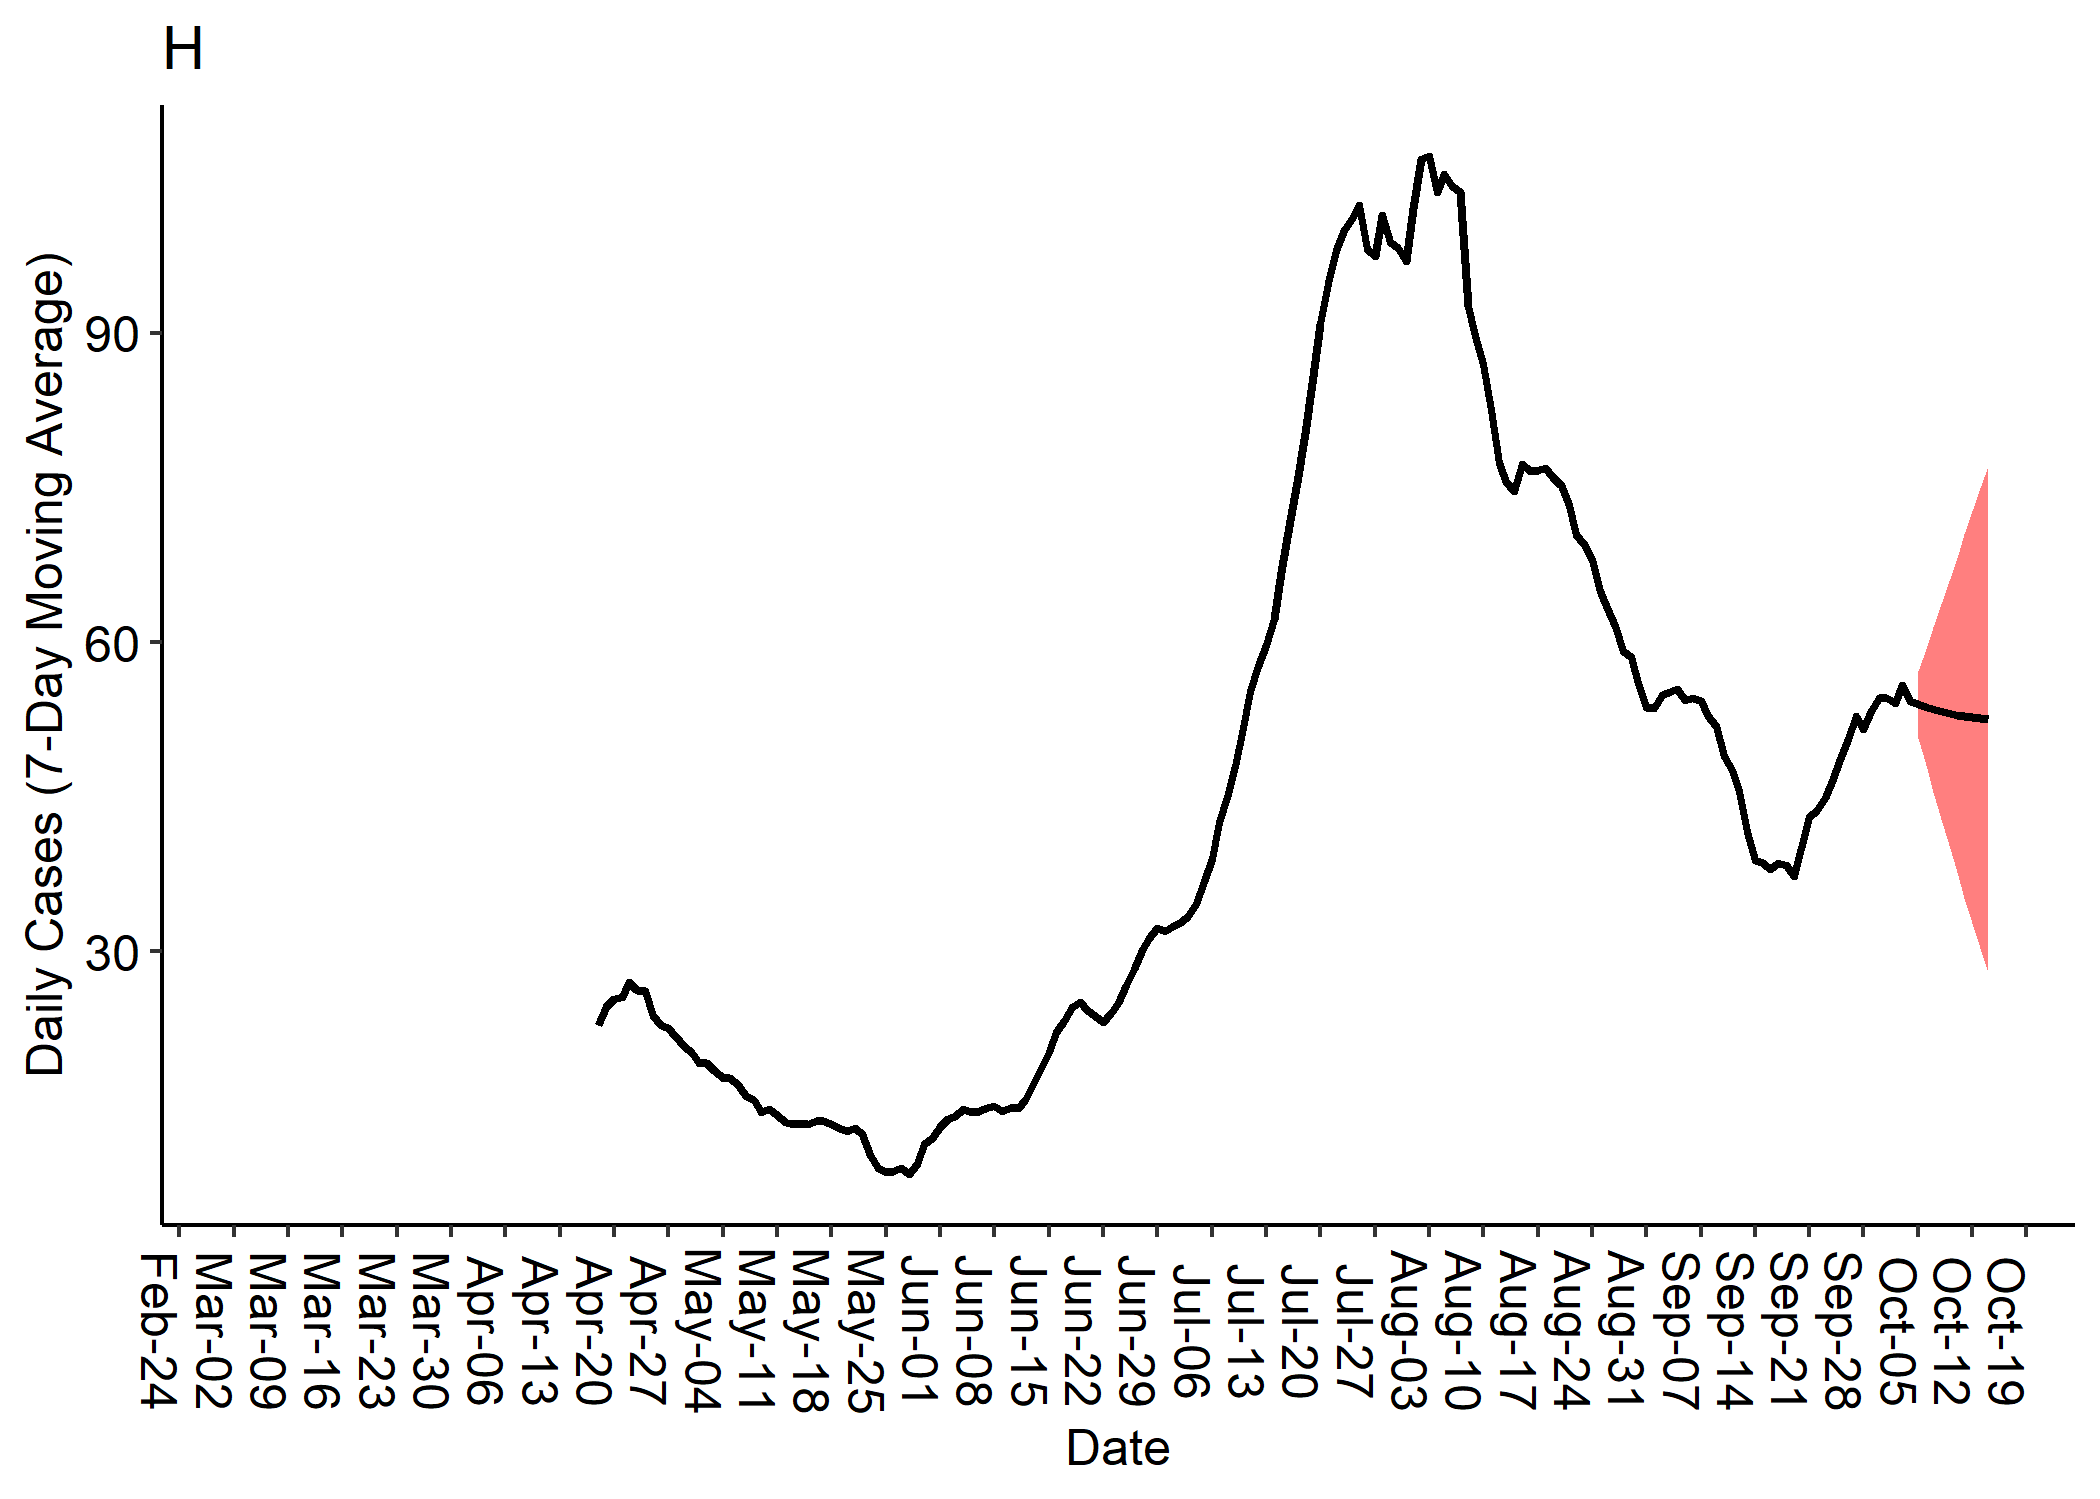 H
Daily Cases (7-Day Moving Average)
90
60
30
Feb-24
Mar-02
Mar-09
Mar-16
Mar-23
Mar-30
Apr-06
Apr-13
Apr-20
Apr-27
May-04
May-11
May-18
May-25
Jun-01
Jun-08
Jun-15
Jun-22
Jun-29
Jul-06
Jul-13
Jul-20
Jul-27
Aug-03
Aug-10
Aug-17
Aug-24
Aug-31
Sep-07
Sep-14
Sep-21
Sep-28
Oct-05
Oct-12
Oct-19
Date